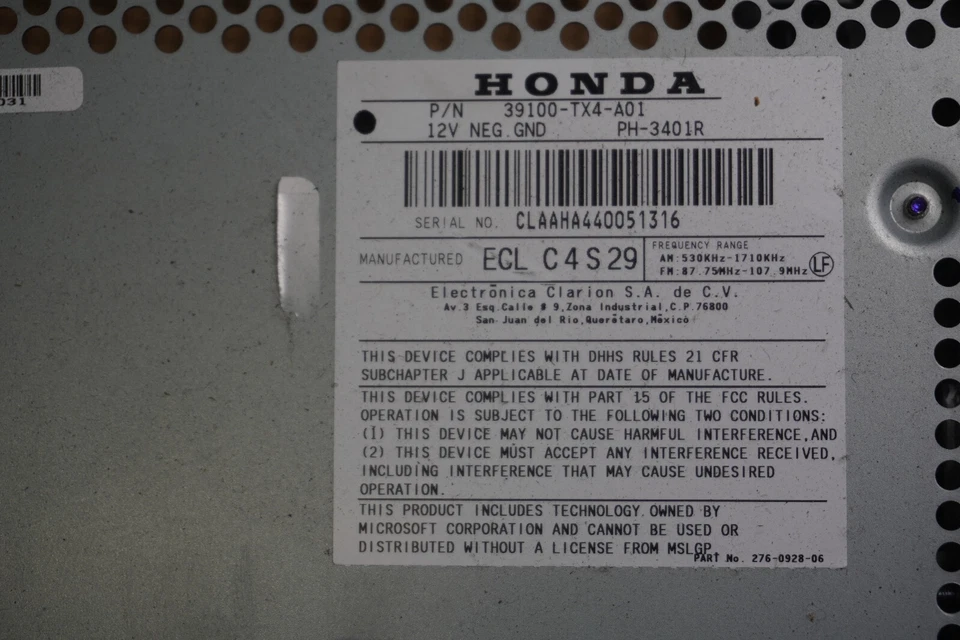 031
HONDA
P/N 39100-TX4-A01
12V NEG.GND PH-3401R
SERIAL NO. CLAAHA440051316
MANUFACTURED EGL C4S29
FREQUENCY RANGE
AM:530KHz-1710KHz
FM:87.75MHz-107.9MHz
LF
Electrónica Clarion S.A. de C.V.
Av.3 Esq.Calle # 9,Zona Industrial,C.P.76800
San Juan del Rio,Querétaro,México
THIS DEVICE COMPLIES WITH DHHS RULES 21 CFR
SUBCHAPTER J APPLICABLE AT DATE OF MANUFACTURE.
THIS DEVICE COMPLIES WITH PART 15 OF THE FCC RULES.
OPERATION IS SUBJECT TO THE FOLLOWING TWO CONDITIONS:
(1) THIS DEVICE MAY NOT CAUSE HARMFUL INTERFERENCE,AND
(2) THIS DEVICE MUST ACCEPT ANY INTERFERENCE RECEIVED,
INCLUDING INTERFERENCE THAT MAY CAUSE UNDESIRED
OPERATION.
THIS PRODUCT INCLUDES TECHNOLOGY OWNED BY
MICROSOFT CORPORATION AND CANNOT BE USED OR
DISTRIBUTED WITHOUT A LICENSE FROM MSLGP.
PART No. 276-0928-06